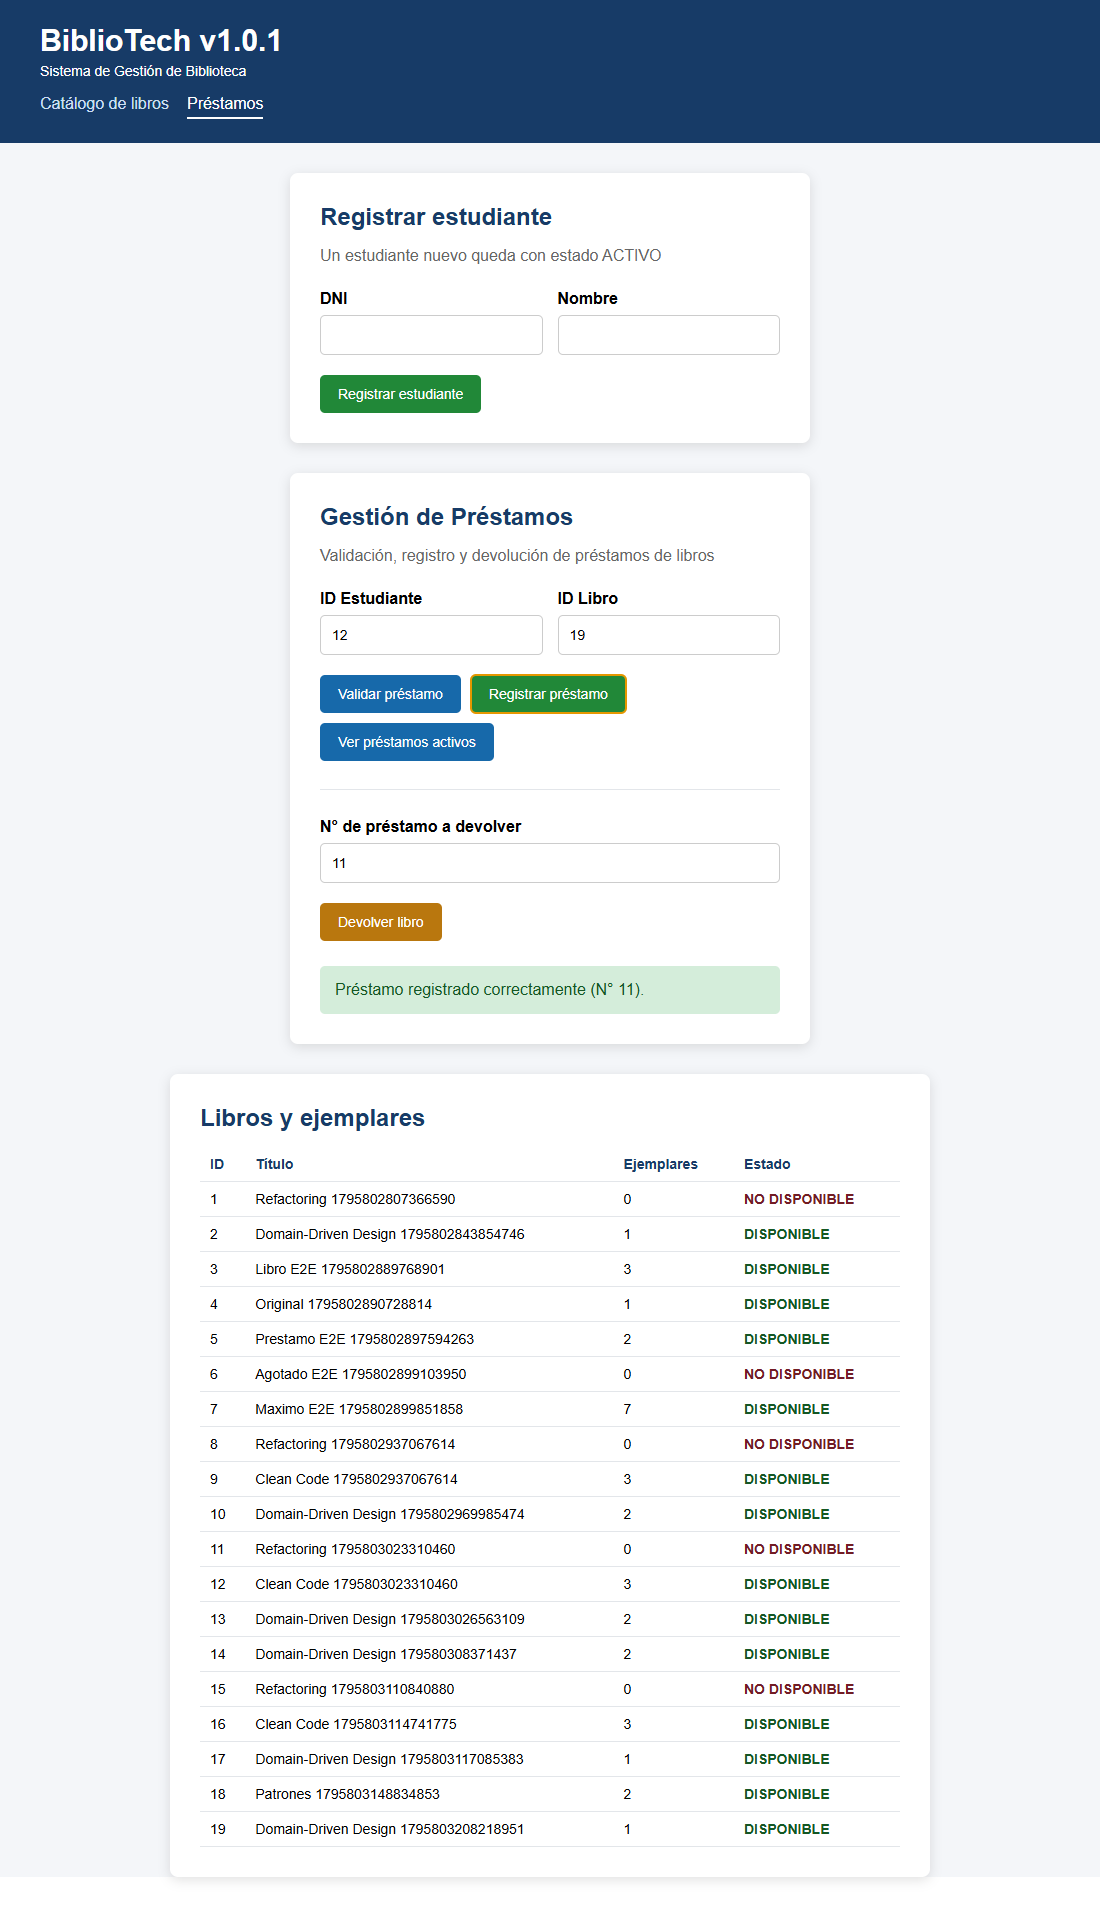 BiblioTech v1.0.1
Sistema de Gestión de Biblioteca
Catálogo de libros Préstamos
Registrar estudiante
Un estudiante nuevo queda con estado ACTIVO
DNI Nombre
Registrar estudiante
Gestión de Préstamos
Validación, registro y devolución de préstamos de libros
ID Estudiante ID Libro
12 19
Validar préstamo Registrar préstamo
Ver préstamos activos
N° de préstamo a devolver
11
Devolver libro
Préstamo registrado correctamente (N° 11).
Libros y ejemplares
ID Título Ejemplares Estado
1 Refactoring 1795802807366590 0 NO DISPONIBLE
2 Domain-Driven Design 1795802843854746 1 DISPONIBLE
3 Libro E2E 1795802889768901 3 DISPONIBLE
4 Original 1795802890728814 1 DISPONIBLE
5 Prestamo E2E 1795802897594263 2 DISPONIBLE
6 Agotado E2E 1795802899103950 0 NO DISPONIBLE
7 Maximo E2E 1795802899851858 7 DISPONIBLE
8 Refactoring 1795802937067614 0 NO DISPONIBLE
9 Clean Code 1795802937067614 3 DISPONIBLE
10 Domain-Driven Design 1795802969985474 2 DISPONIBLE
11 Refactoring 1795803023310460 0 NO DISPONIBLE
12 Clean Code 1795803023310460 3 DISPONIBLE
13 Domain-Driven Design 1795803026563109 2 DISPONIBLE
14 Domain-Driven Design 179580308371437 2 DISPONIBLE
15 Refactoring 1795803110840880 0 NO DISPONIBLE
16 Clean Code 1795803114741775 3 DISPONIBLE
17 Domain-Driven Design 1795803117085383 1 DISPONIBLE
18 Patrones 1795803148834853 2 DISPONIBLE
19 Domain-Driven Design 1795803208218951 1 DISPONIBLE